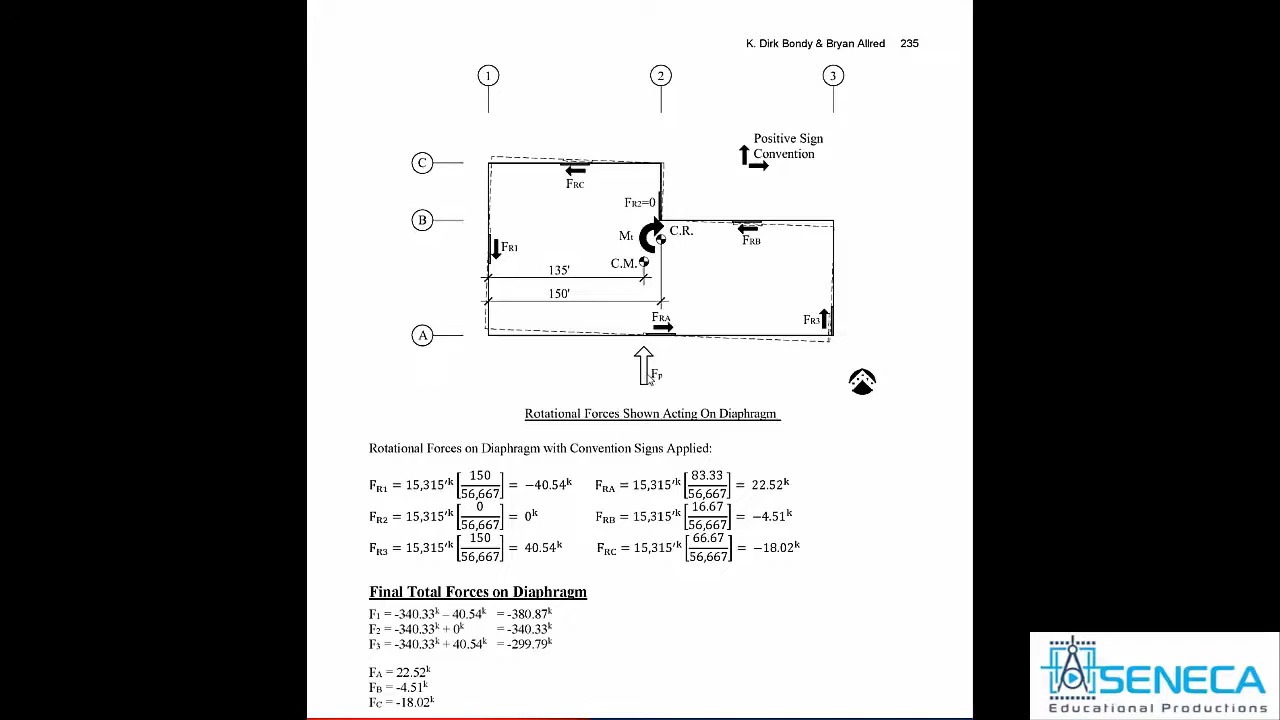 K. Dirk Bondy & Bryan Allred 235
1 2 3
Positive Sign
Convention
C
FRC
FR2=0
B
Mt
C.R.
FRB
FR1
C.M.
135'
150'
FRA
FR3
A
Fp
Rotational Forces Shown Acting On Diaphragm
Rotational Forces on Diaphragm with Convention Signs Applied:
FR1 = 15,315′ᵏ [150/56,667] = −40.54ᵏ FRA = 15,315′ᵏ [83.33/56,667] = 22.52ᵏ
FR2 = 15,315′ᵏ [0/56,667] = 0ᵏ FRB = 15,315′ᵏ [16.67/56,667] = −4.51ᵏ
FR3 = 15,315′ᵏ [150/56,667] = 40.54ᵏ FRC = 15,315′ᵏ [66.67/56,667] = −18.02ᵏ
Final Total Forces on Diaphragm
F1 = -340.33ᵏ – 40.54ᵏ = -380.87ᵏ
F2 = -340.33ᵏ + 0ᵏ = -340.33ᵏ
F3 = -340.33ᵏ + 40.54ᵏ = -299.79ᵏ
FA = 22.52ᵏ
FB = -4.51ᵏ
FC = -18.02ᵏ
SENECA
Educational Productions